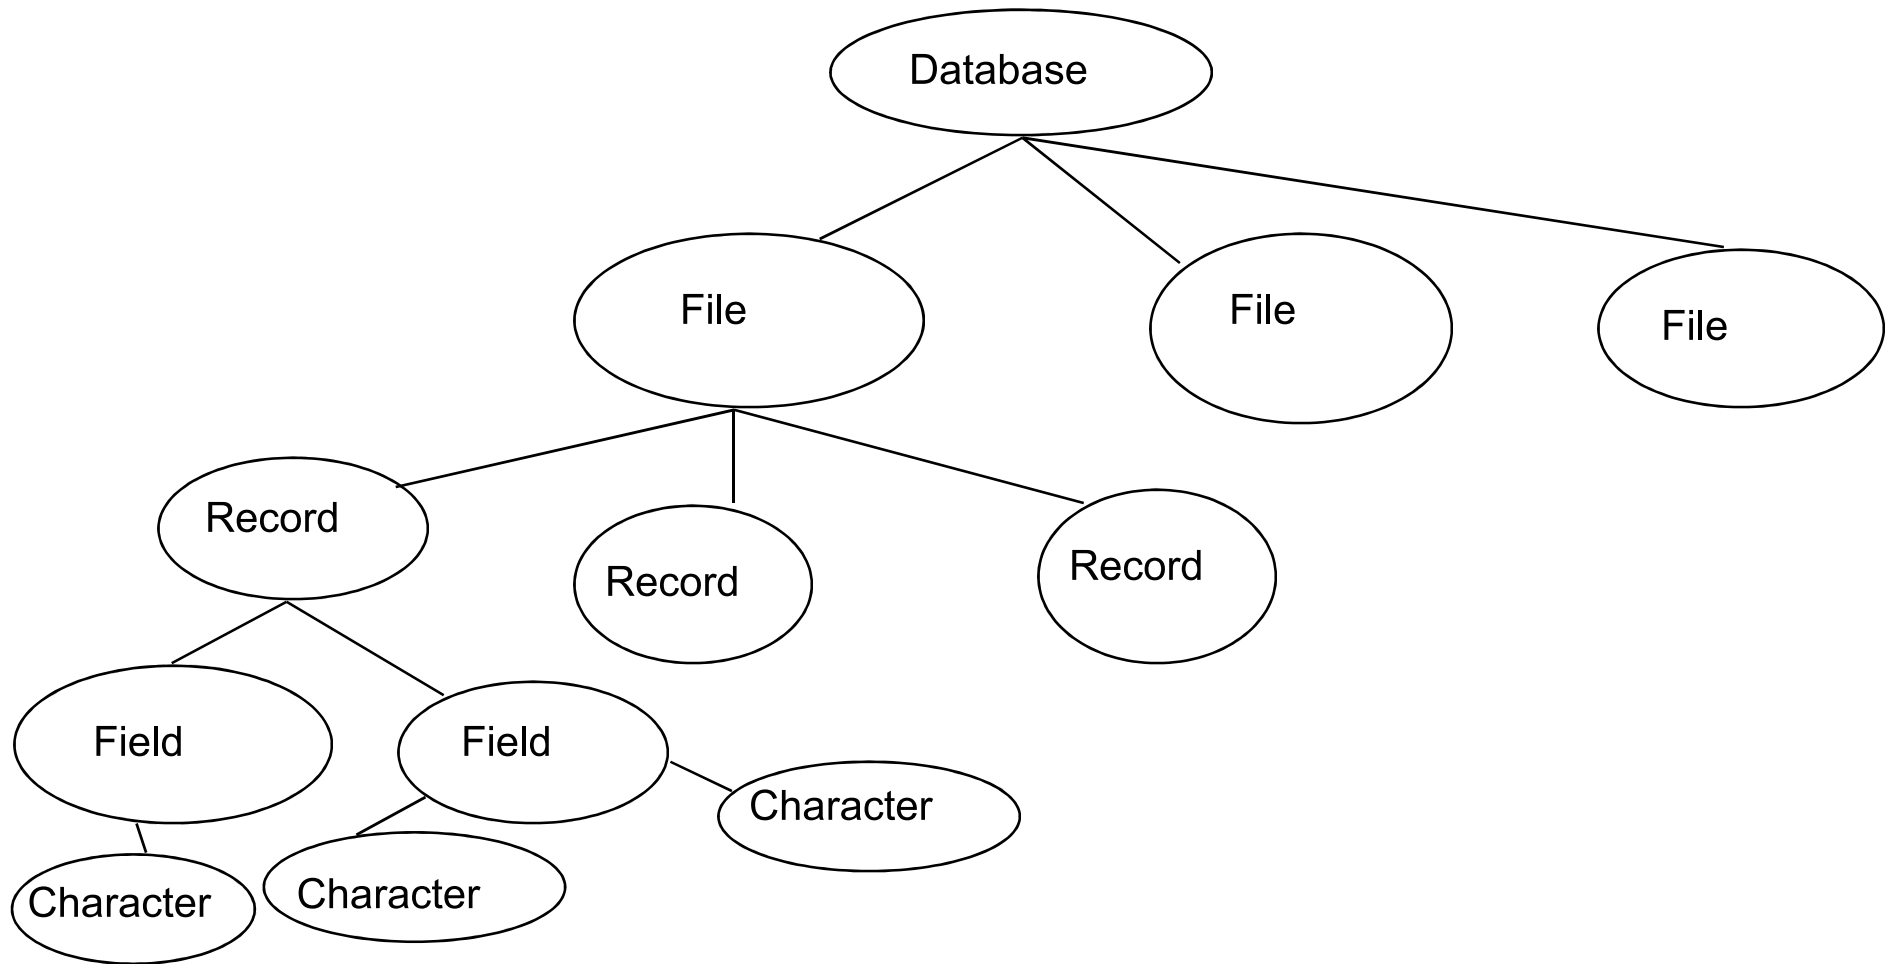 Database
File
File
File
Record
Record
Record
Field
Field
Character
Character
Character